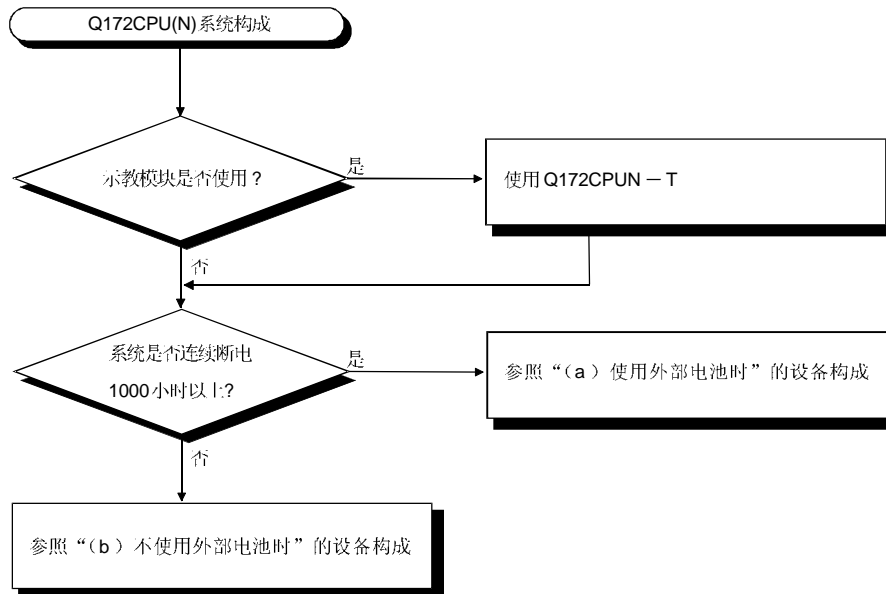 Q172CPU(N)系统构成
示教模块是否使用?
是
使用Q172CPUN－T
否
系统是否连续断电
1000小时以上?
是
参照“（a）使用外部电池时”的设备构成
否
参照“（b）不使用外部电池时”的设备构成